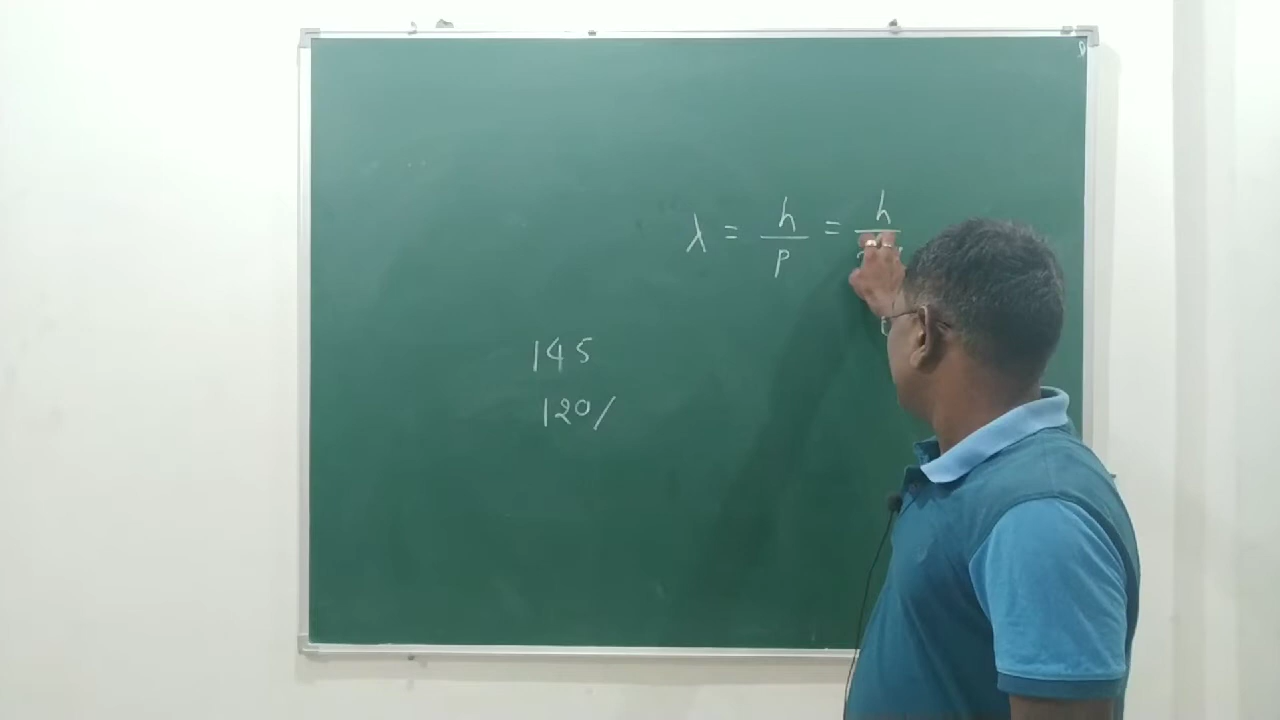 λ = h/p = h/
145
120/